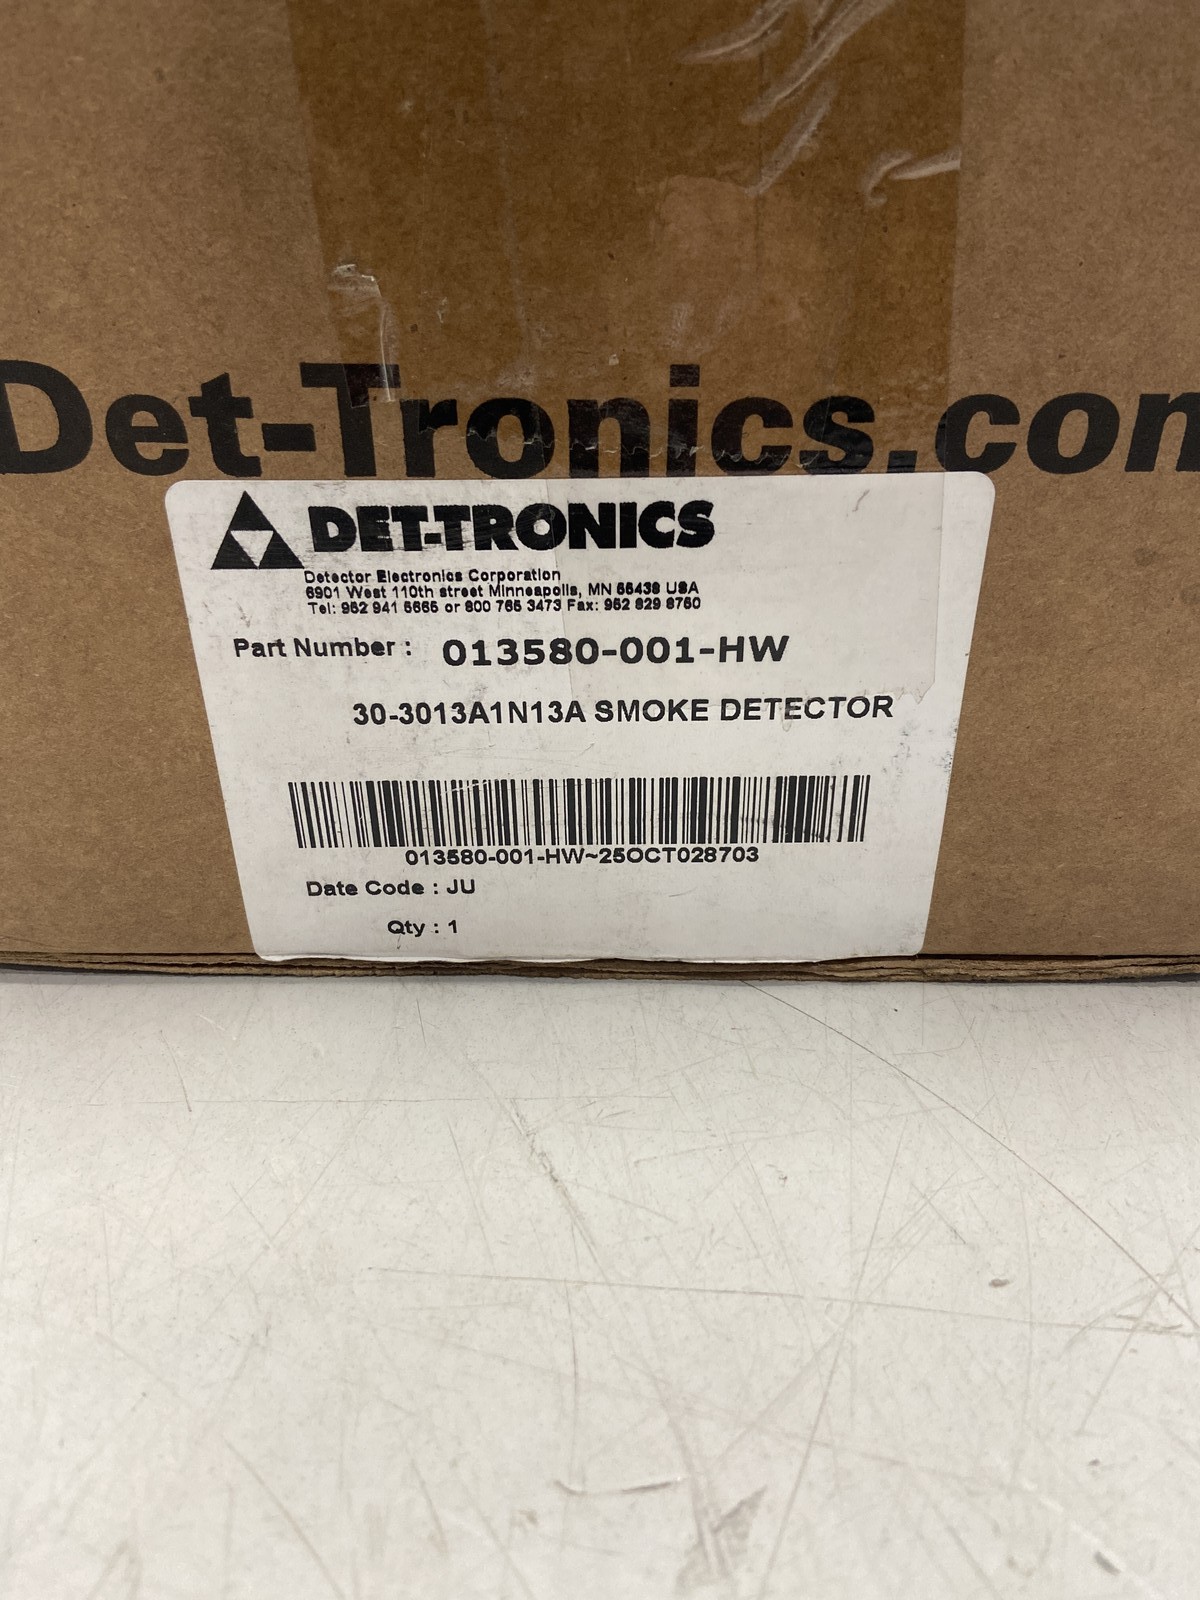 Det-Tronics.com
DET-TRONICS
Detector Electronics Corporation
6901 West 110th street Minneapolis, MN 55438 USA
Tel: 952 941 5665 or 800 765 3473 Fax: 952 829 8750
Part Number : 013580-001-HW
30-3013A1N13A SMOKE DETECTOR
013580-001-HW~25OCT028703
Date Code : JU
Qty : 1